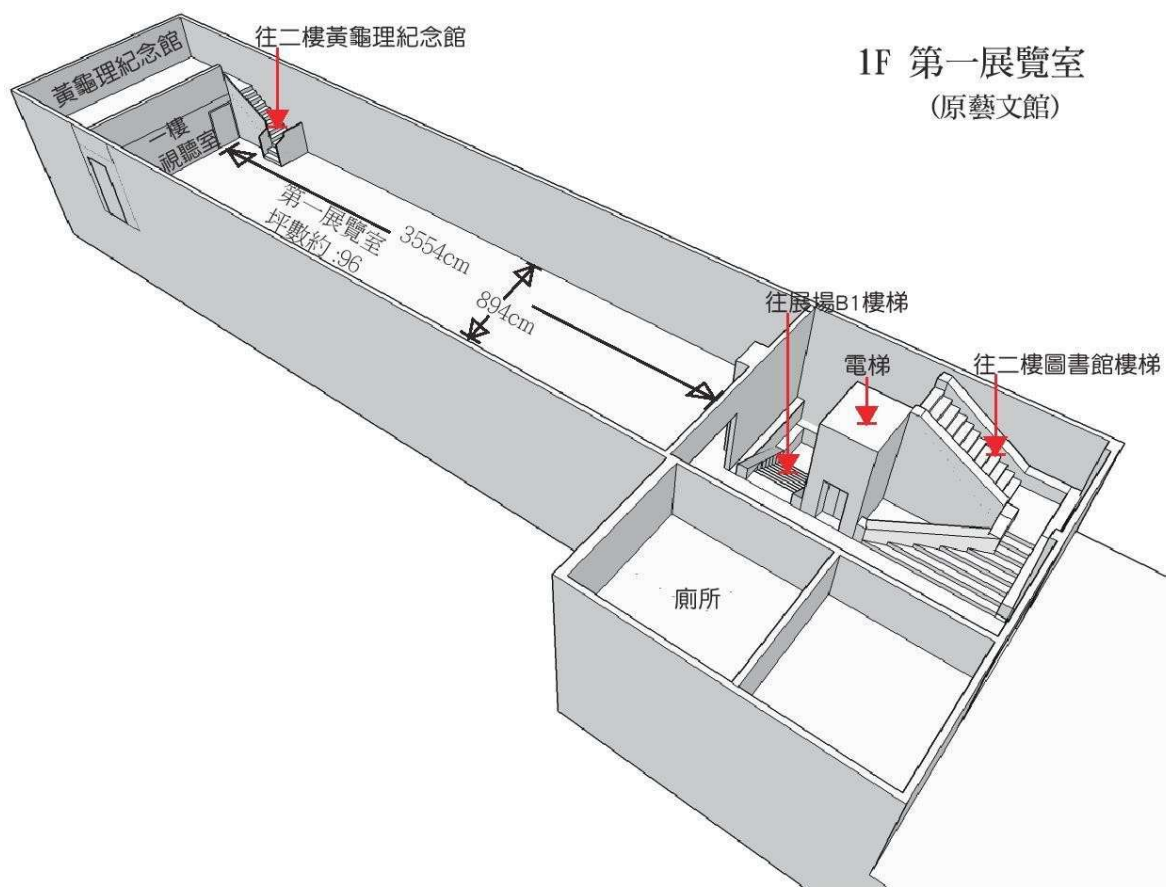 1F 第一展覽室
(原藝文館)
往二樓黃龜理紀念館
黃龜理紀念館
一樓
視聽室
第一展覽室
坪數約:96
3554cm
894cm
往展場B1樓梯
電梯
往二樓圖書館樓梯
廁所